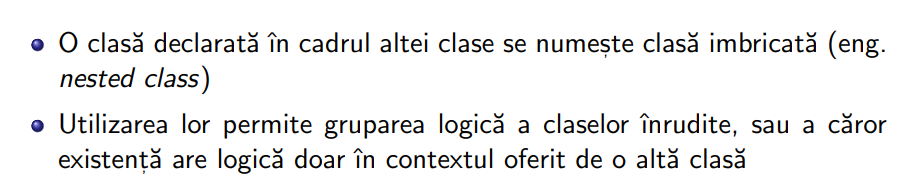 O clasă declarată în cadrul altei clase se numește clasă imbricată (eng.
nested class)
Utilizarea lor permite gruparea logică a claselor înrudite, sau a căror
existență are logică doar în contextul oferit de o altă clasă